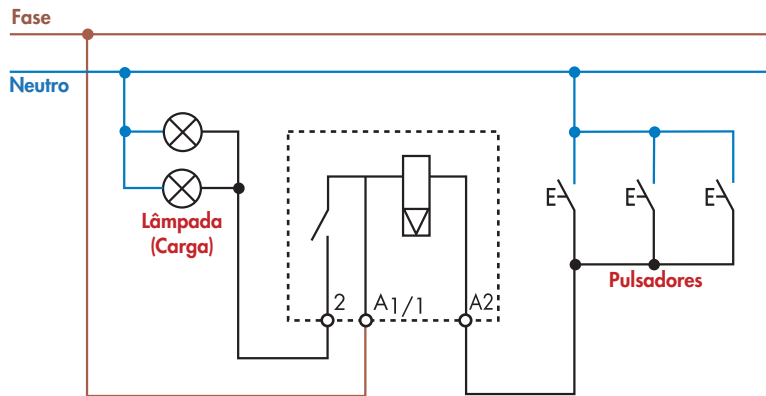 Fase
Neutro
Lâmpada
(Carga)
2
A1/1
A2
E
E
E
Pulsadores